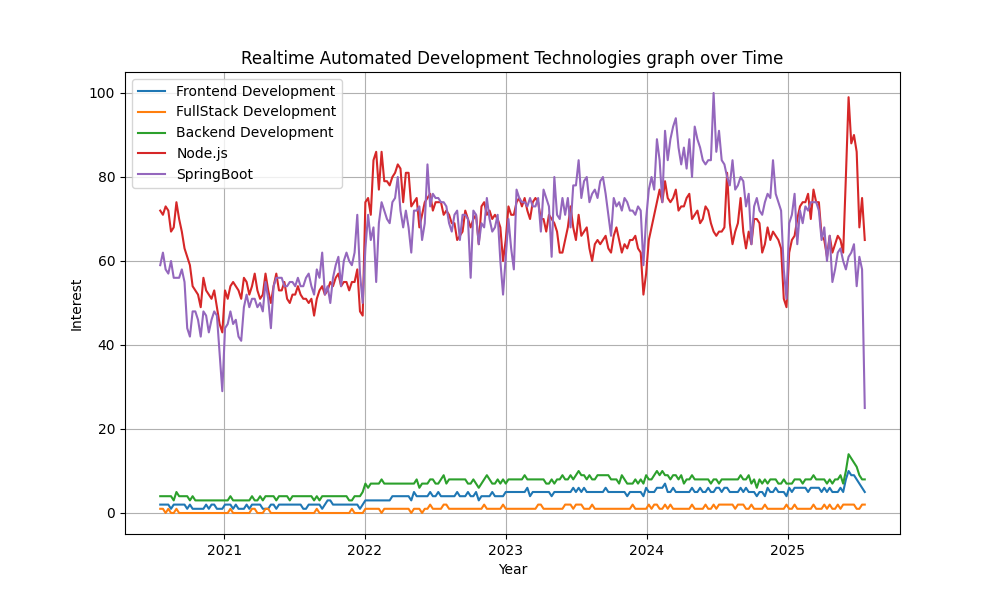 Realtime Automated Development Technologies graph over Time
Frontend Development
FullStack Development
Backend Development
Node.js
SpringBoot
100
80
60
40
20
0
Interest
2021
2022
2023
2024
2025
Year